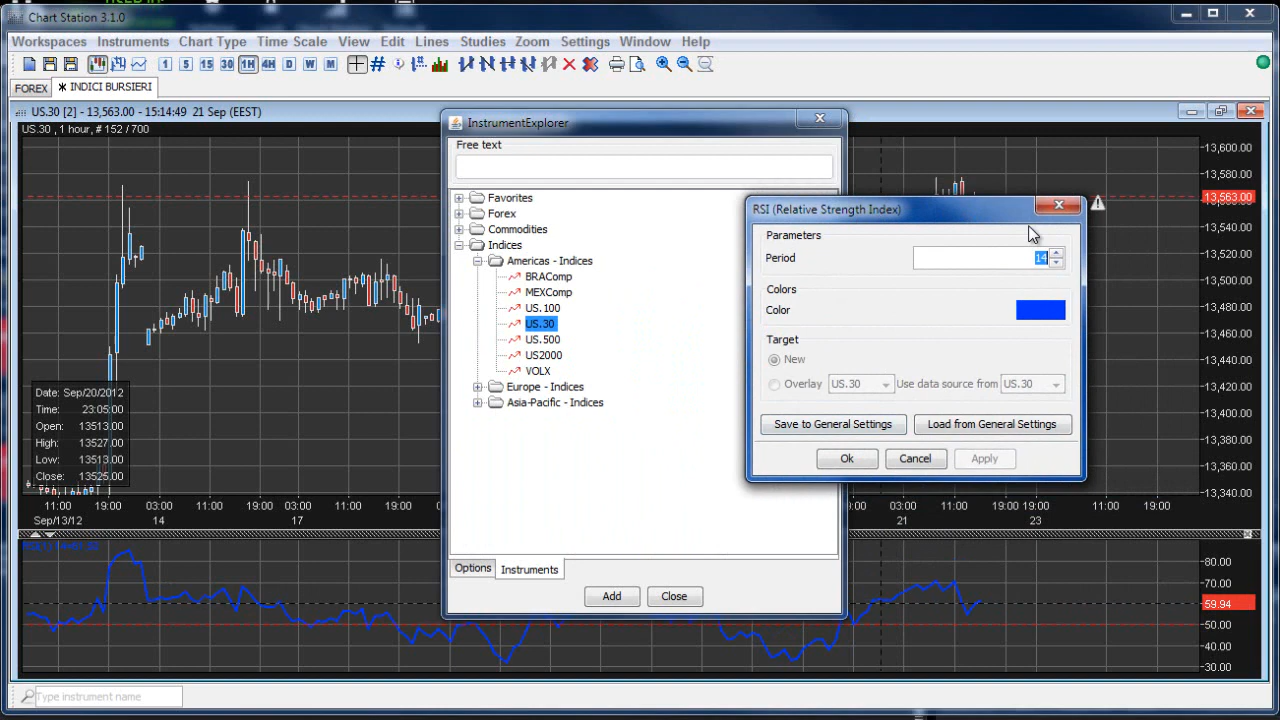 Chart Station 3.1.0
Workspaces Instruments Chart Type Time Scale View Edit Lines Studies Zoom Settings Window Help
1 5 15 30 1H 4H D W M
FOREX * INDICI BURSIERI
US.30 [2] - 13,563.00 - 15:14:49 21 Sep (EEST)
US.30 , 1 hour, # 152 / 700
InstrumentExplorer
Free text
Favorites
Forex
Commodities
Indices
Americas - Indices
BRAComp
MEXComp
US.100
US.30
US.500
US2000
VOLX
Europe - Indices
Asia-Pacific - Indices
Options Instruments
Add Close
RSI (Relative Strength Index)
Parameters
Period 14
Colors
Color
Target
New
Overlay US.30 Use data source from US.30
Save to General Settings Load from General Settings
Ok Cancel Apply
13,600.00
13,580.00
13,563.00
13,540.00
13,520.00
13,500.00
13,480.00
13,460.00
13,440.00
13,420.00
13,400.00
13,380.00
13,360.00
13,340.00
Date: Sep/20/2012
Time: 23:05:00
Open: 13513.00
High: 13527.00
Low: 13513.00
Close: 13525.00
11:00 19:00 03:00 11:00 19:00 03:00 11:00 19:00 19:00 03:00 11:00 19:00 19:00 11:00 19:00
Sep/13/12 14 17 21 23
80.00
70.00
59.94
50.00
40.00
30.00
Type instrument name